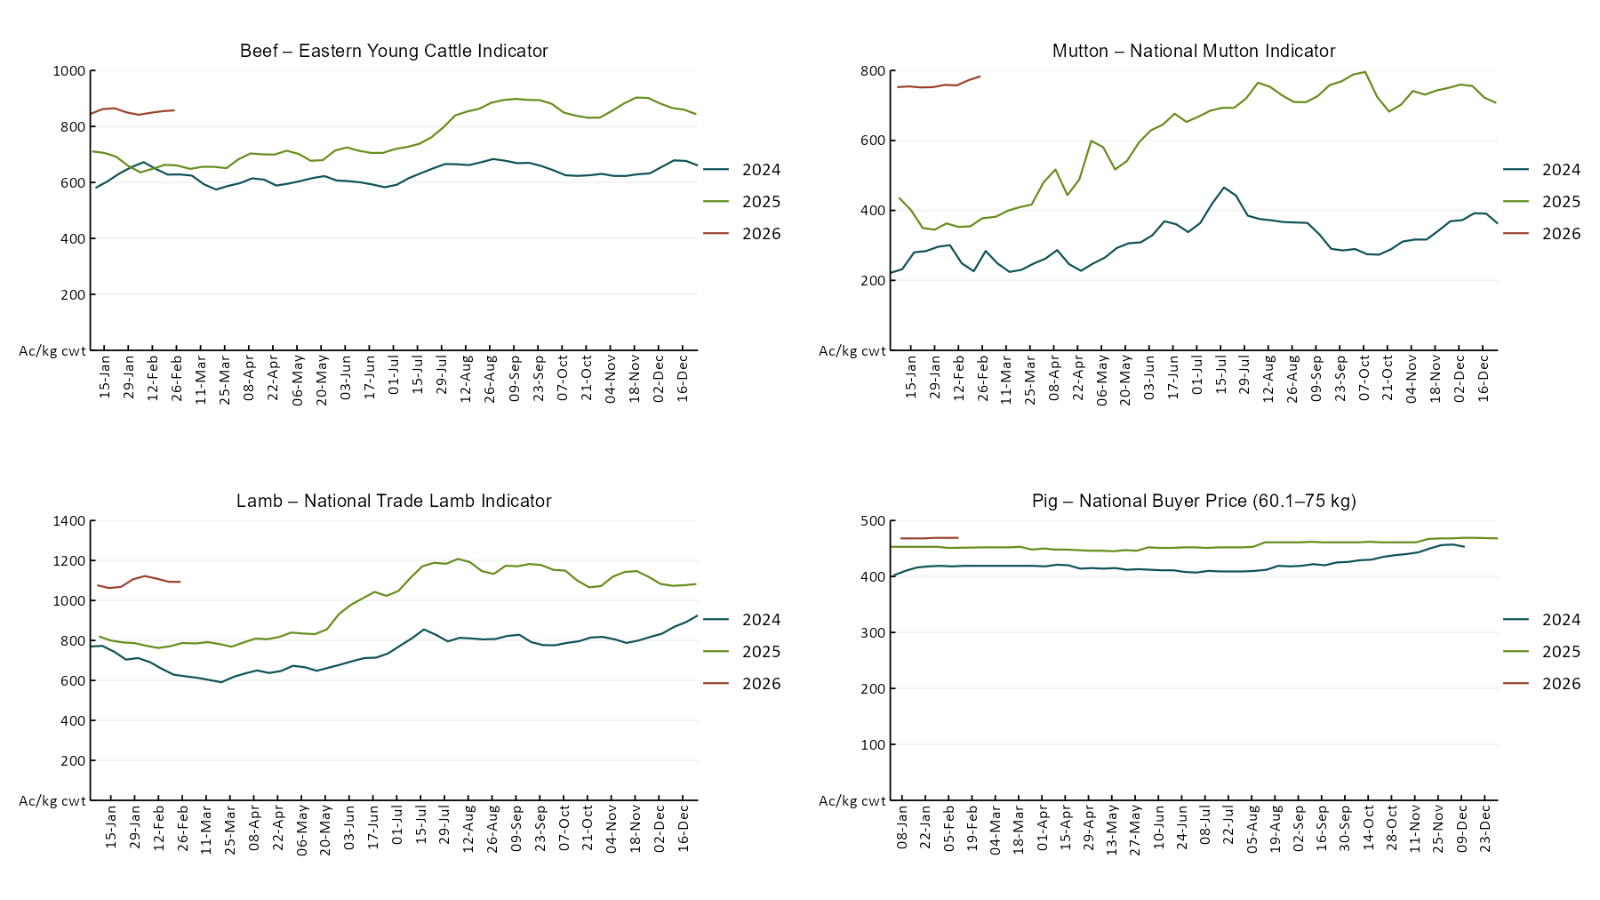 Beef – Eastern Young Cattle Indicator
1000
800
600
400
200
Ac/kg cwt
15-Jan
29-Jan
12-Feb
26-Feb
11-Mar
25-Mar
08-Apr
22-Apr
06-May
20-May
03-Jun
17-Jun
01-Jul
15-Jul
29-Jul
12-Aug
26-Aug
09-Sep
23-Sep
07-Oct
21-Oct
04-Nov
18-Nov
02-Dec
16-Dec
2024
2025
2026
Mutton – National Mutton Indicator
800
600
400
200
Ac/kg cwt
15-Jan
29-Jan
12-Feb
26-Feb
11-Mar
25-Mar
08-Apr
22-Apr
06-May
20-May
03-Jun
17-Jun
01-Jul
15-Jul
29-Jul
12-Aug
26-Aug
09-Sep
23-Sep
07-Oct
21-Oct
04-Nov
18-Nov
02-Dec
16-Dec
2024
2025
2026
Lamb – National Trade Lamb Indicator
1400
1200
1000
800
600
400
200
Ac/kg cwt
15-Jan
29-Jan
12-Feb
26-Feb
11-Mar
25-Mar
08-Apr
22-Apr
06-May
20-May
03-Jun
17-Jun
01-Jul
15-Jul
29-Jul
12-Aug
26-Aug
09-Sep
23-Sep
07-Oct
21-Oct
04-Nov
18-Nov
02-Dec
16-Dec
2024
2025
2026
Pig – National Buyer Price (60.1–75 kg)
500
400
300
200
100
Ac/kg cwt
08-Jan
22-Jan
05-Feb
19-Feb
04-Mar
18-Mar
01-Apr
15-Apr
29-Apr
13-May
27-May
10-Jun
24-Jun
08-Jul
22-Jul
05-Aug
19-Aug
02-Sep
16-Sep
30-Sep
14-Oct
28-Oct
11-Nov
25-Nov
09-Dec
23-Dec
2024
2025
2026